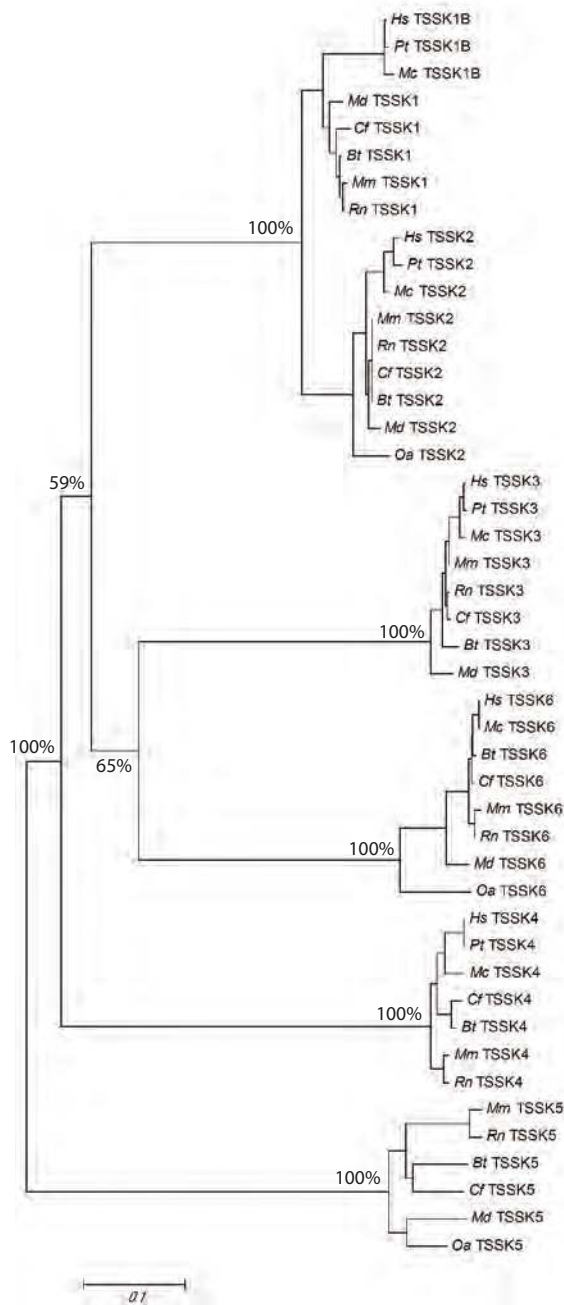 Hs TSSK1B
Pt TSSK1B
Mc TSSK1B
Md TSSK1
Cf TSSK1
Bt TSSK1
Mm TSSK1
Rn TSSK1
100%
Hs TSSK2
Pt TSSK2
Mc TSSK2
Mm TSSK2
Rn TSSK2
Cf TSSK2
Bt TSSK2
Md TSSK2
Oa TSSK2
59%
Hs TSSK3
Pt TSSK3
Mc TSSK3
Mm TSSK3
Rn TSSK3
Cf TSSK3
100%
Bt TSSK3
Md TSSK3
Hs TSSK6
Mc TSSK6
100%
Bt TSSK6
65%
Cf TSSK6
Mm TSSK6
Rn TSSK6
100%
Md TSSK6
Oa TSSK6
Hs TSSK4
Pt TSSK4
Mc TSSK4
Cf TSSK4
100%
Bt TSSK4
Mm TSSK4
Rn TSSK4
Mm TSSK5
Rn TSSK5
Bt TSSK5
100%
Cf TSSK5
Md TSSK5
Oa TSSK5
0.1